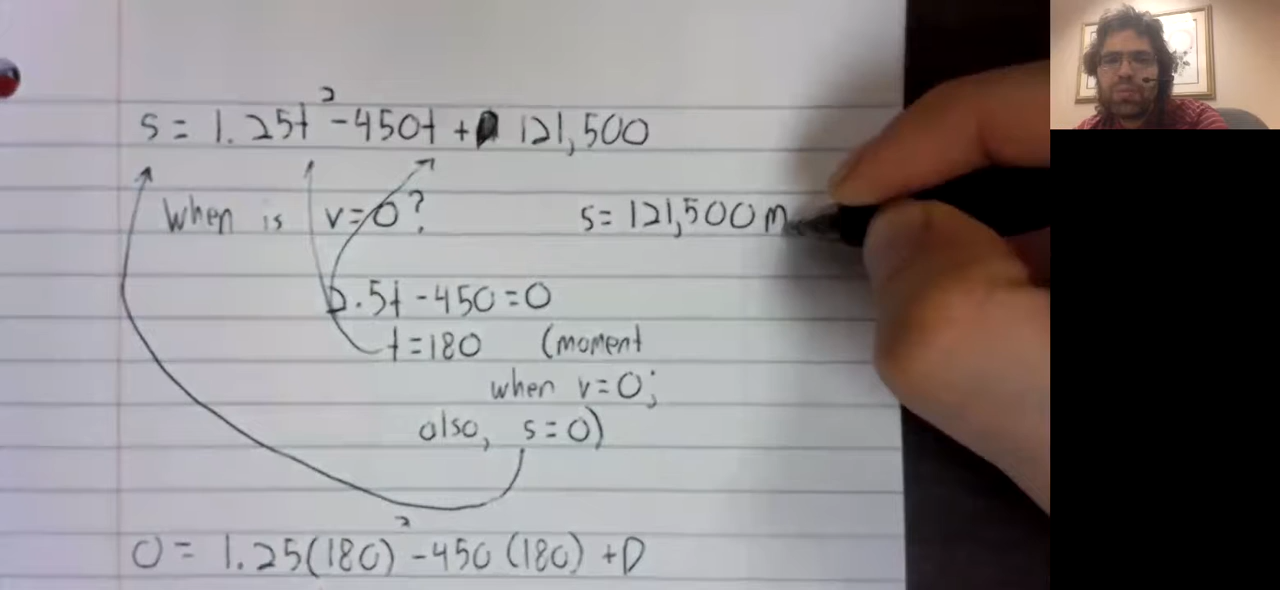 s = 1.25t² - 450t + 121,500
When is v=0? s= 121,500m
2.5t - 450 = 0
t = 180 (moment
when v=0;
also, s=0)
0 = 1.25(180)² - 450 (180) + D